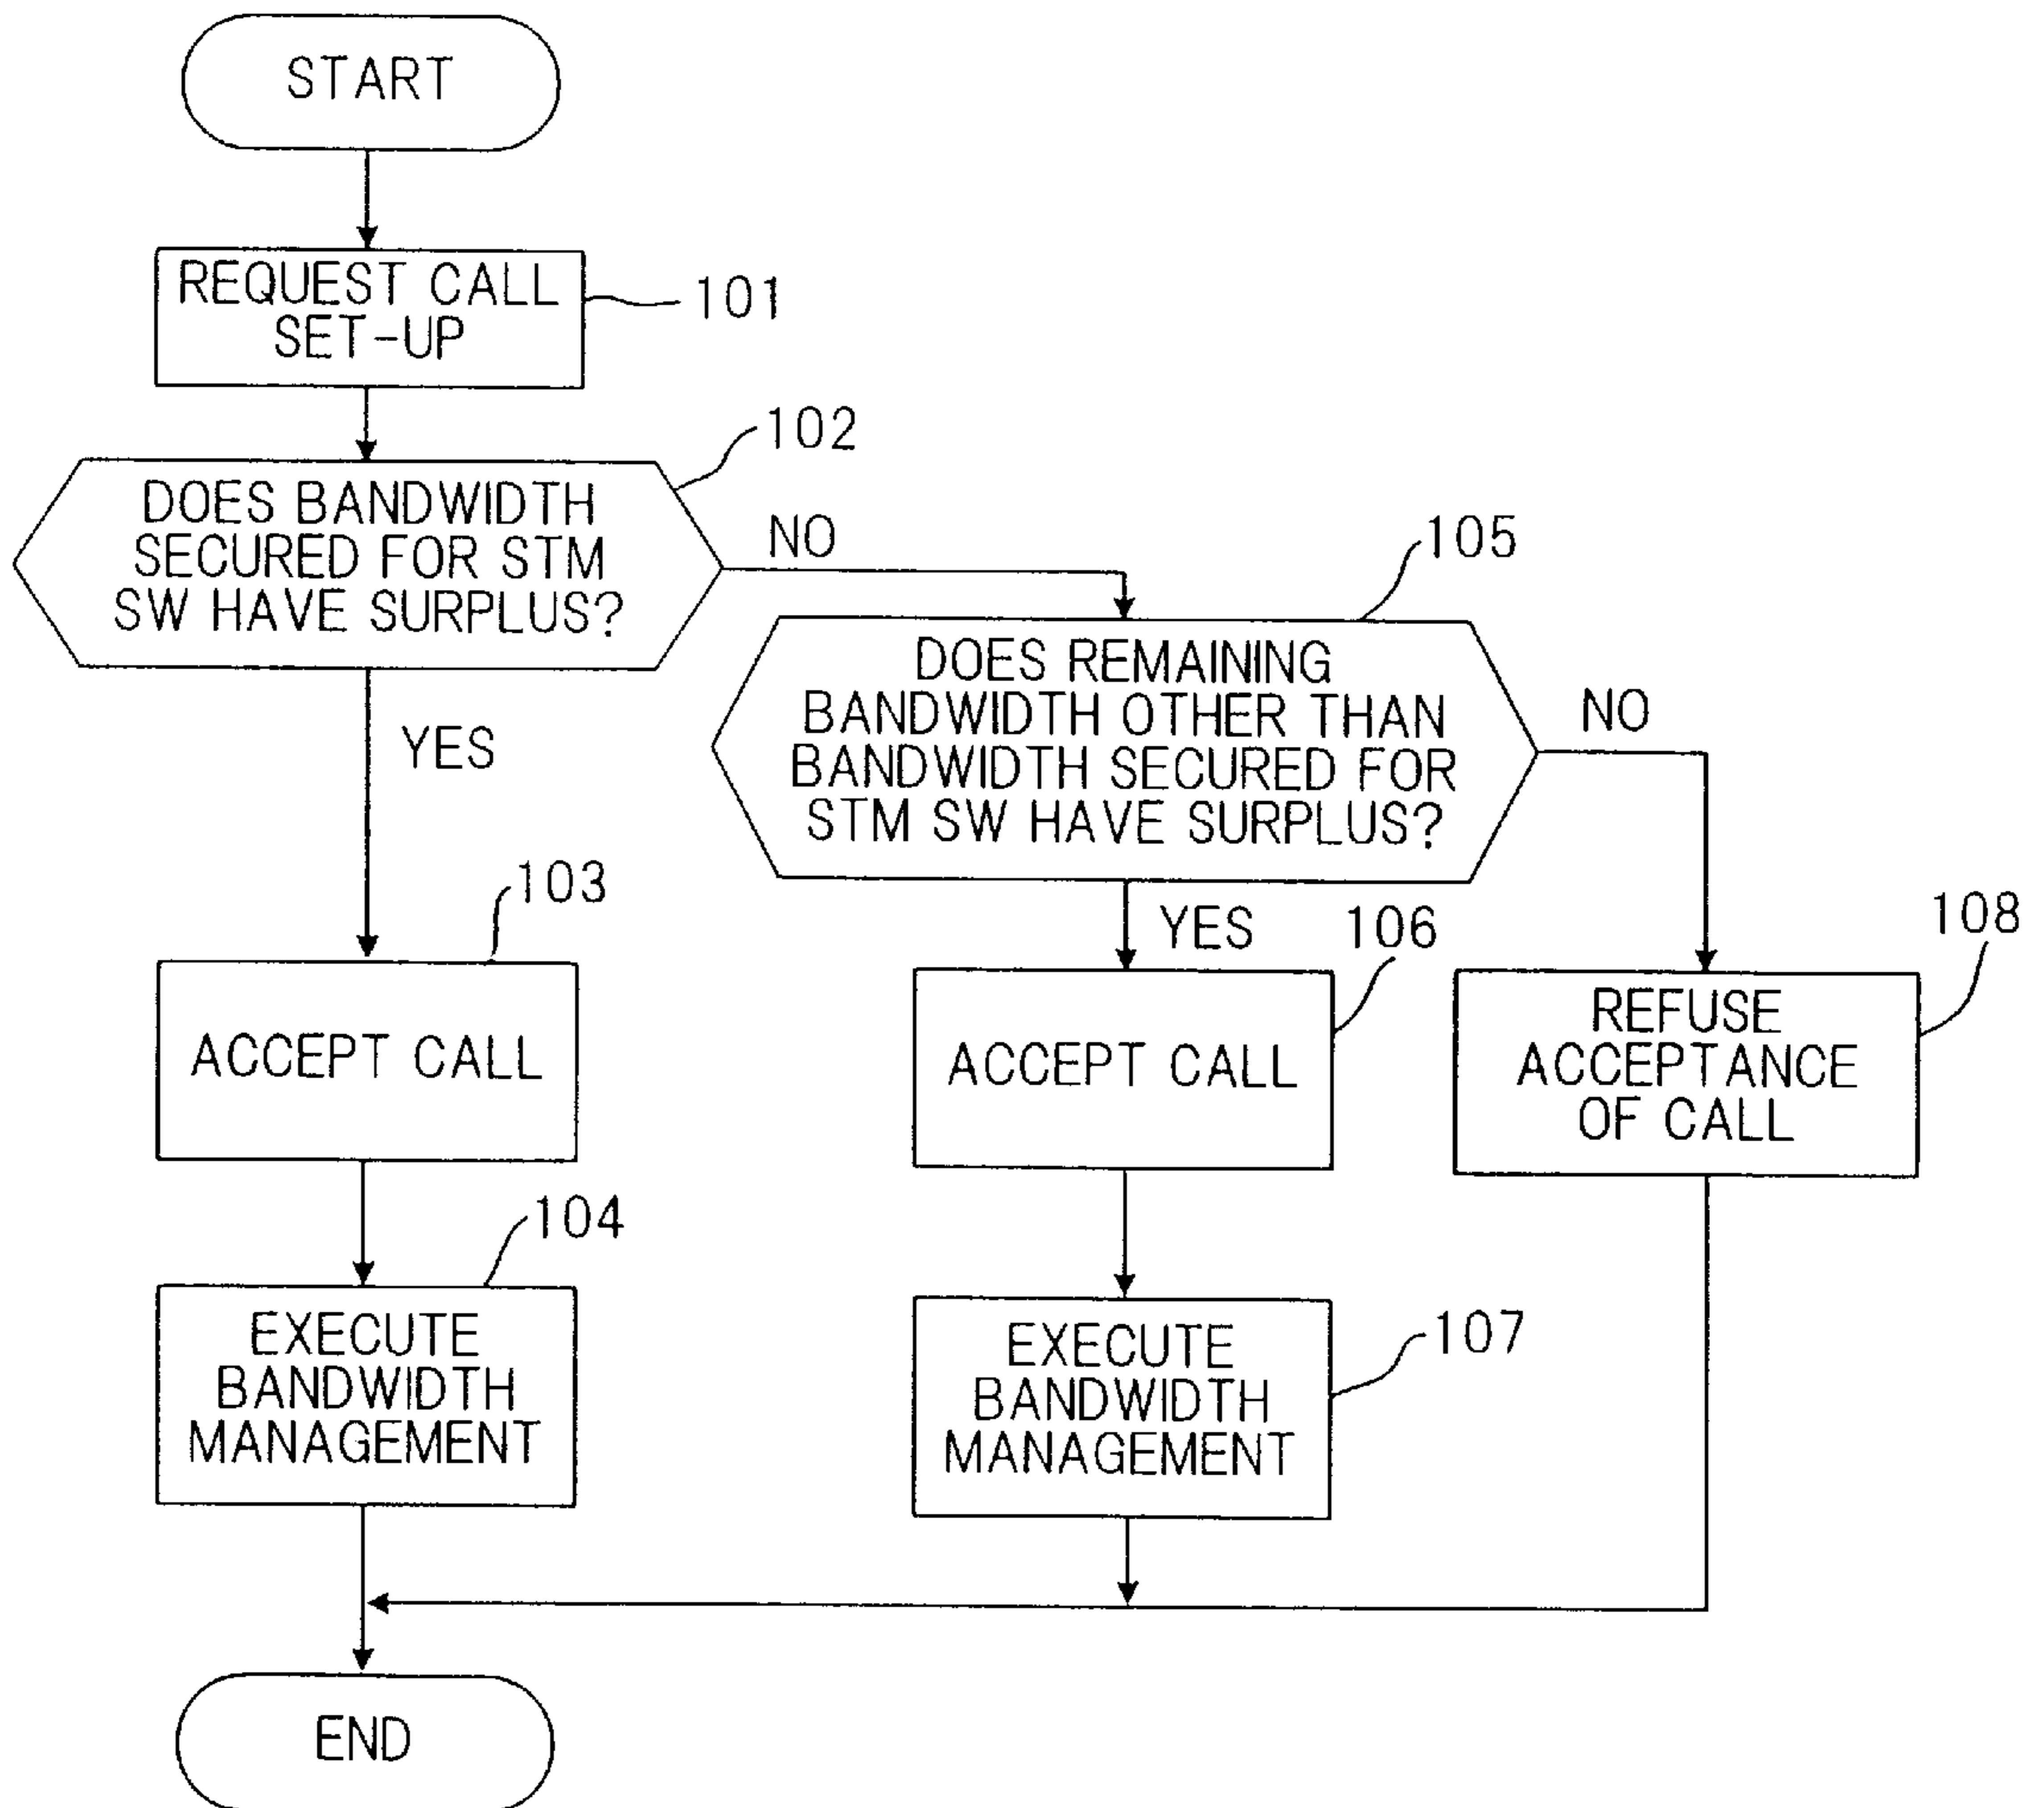 START
REQUEST CALL
SET-UP
101
102
DOES BANDWIDTH
SECURED FOR STM
SW HAVE SURPLUS?
NO
YES
105
DOES REMAINING
BANDWIDTH OTHER THAN
BANDWIDTH SECURED FOR
STM SW HAVE SURPLUS?
NO
YES
103
ACCEPT CALL
106
ACCEPT CALL
108
REFUSE
ACCEPTANCE
OF CALL
104
EXECUTE
BANDWIDTH
MANAGEMENT
107
EXECUTE
BANDWIDTH
MANAGEMENT
END